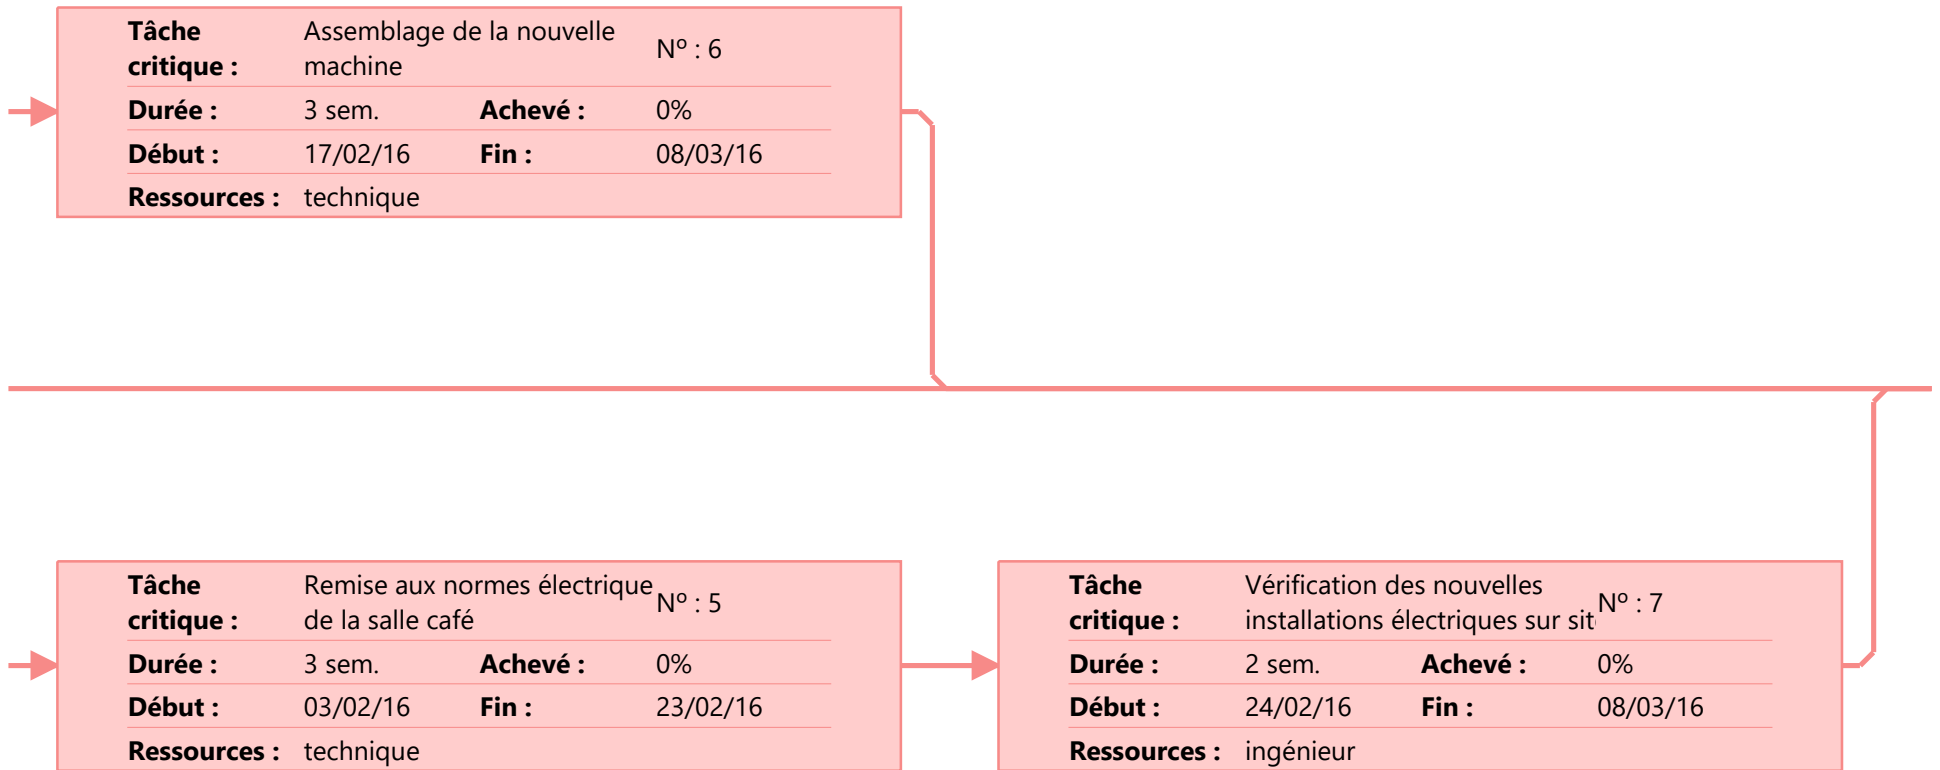 Tâche critique : Assemblage de la nouvelle machine Nº : 6
Durée : 3 sem. Achevé : 0%
Début : 17/02/16 Fin : 08/03/16
Ressources : technique
Tâche critique : Remise aux normes électrique de la salle café Nº : 5
Durée : 3 sem. Achevé : 0%
Début : 03/02/16 Fin : 23/02/16
Ressources : technique
Tâche critique : Vérification des nouvelles installations électriques sur sit Nº : 7
Durée : 2 sem. Achevé : 0%
Début : 24/02/16 Fin : 08/03/16
Ressources : ingénieur